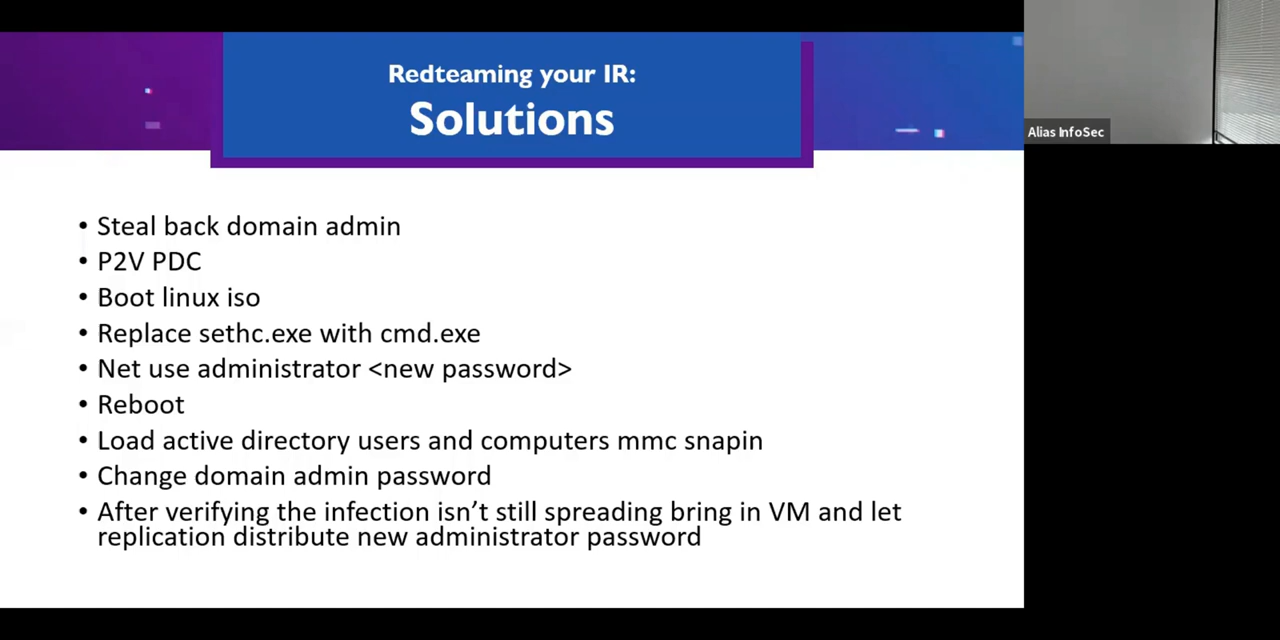 Redteaming your IR:
Solutions
Alias InfoSec
• Steal back domain admin
• P2V PDC
• Boot linux iso
• Replace sethc.exe with cmd.exe
• Net use administrator <new password>
• Reboot
• Load active directory users and computers mmc snapin
• Change domain admin password
• After verifying the infection isn’t still spreading bring in VM and let
replication distribute new administrator password